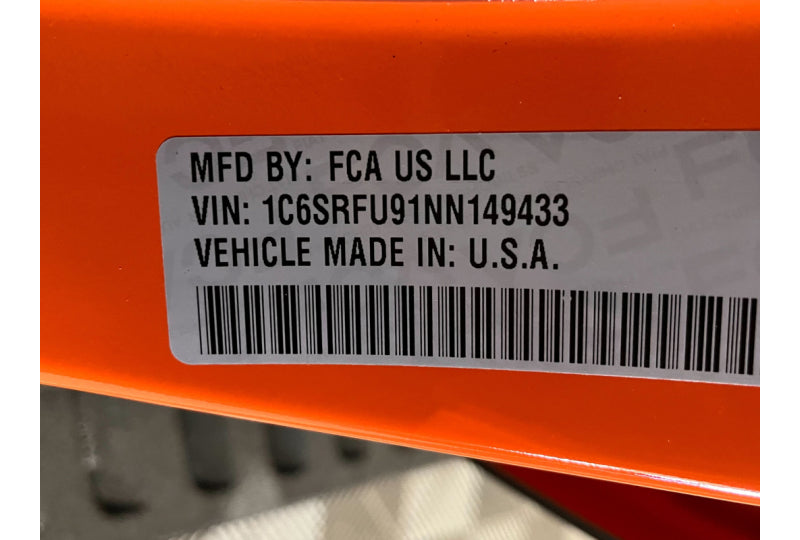 MFD BY: FCA US LLC
VIN: 1C6SRFU91NN149433
VEHICLE MADE IN: U.S.A.